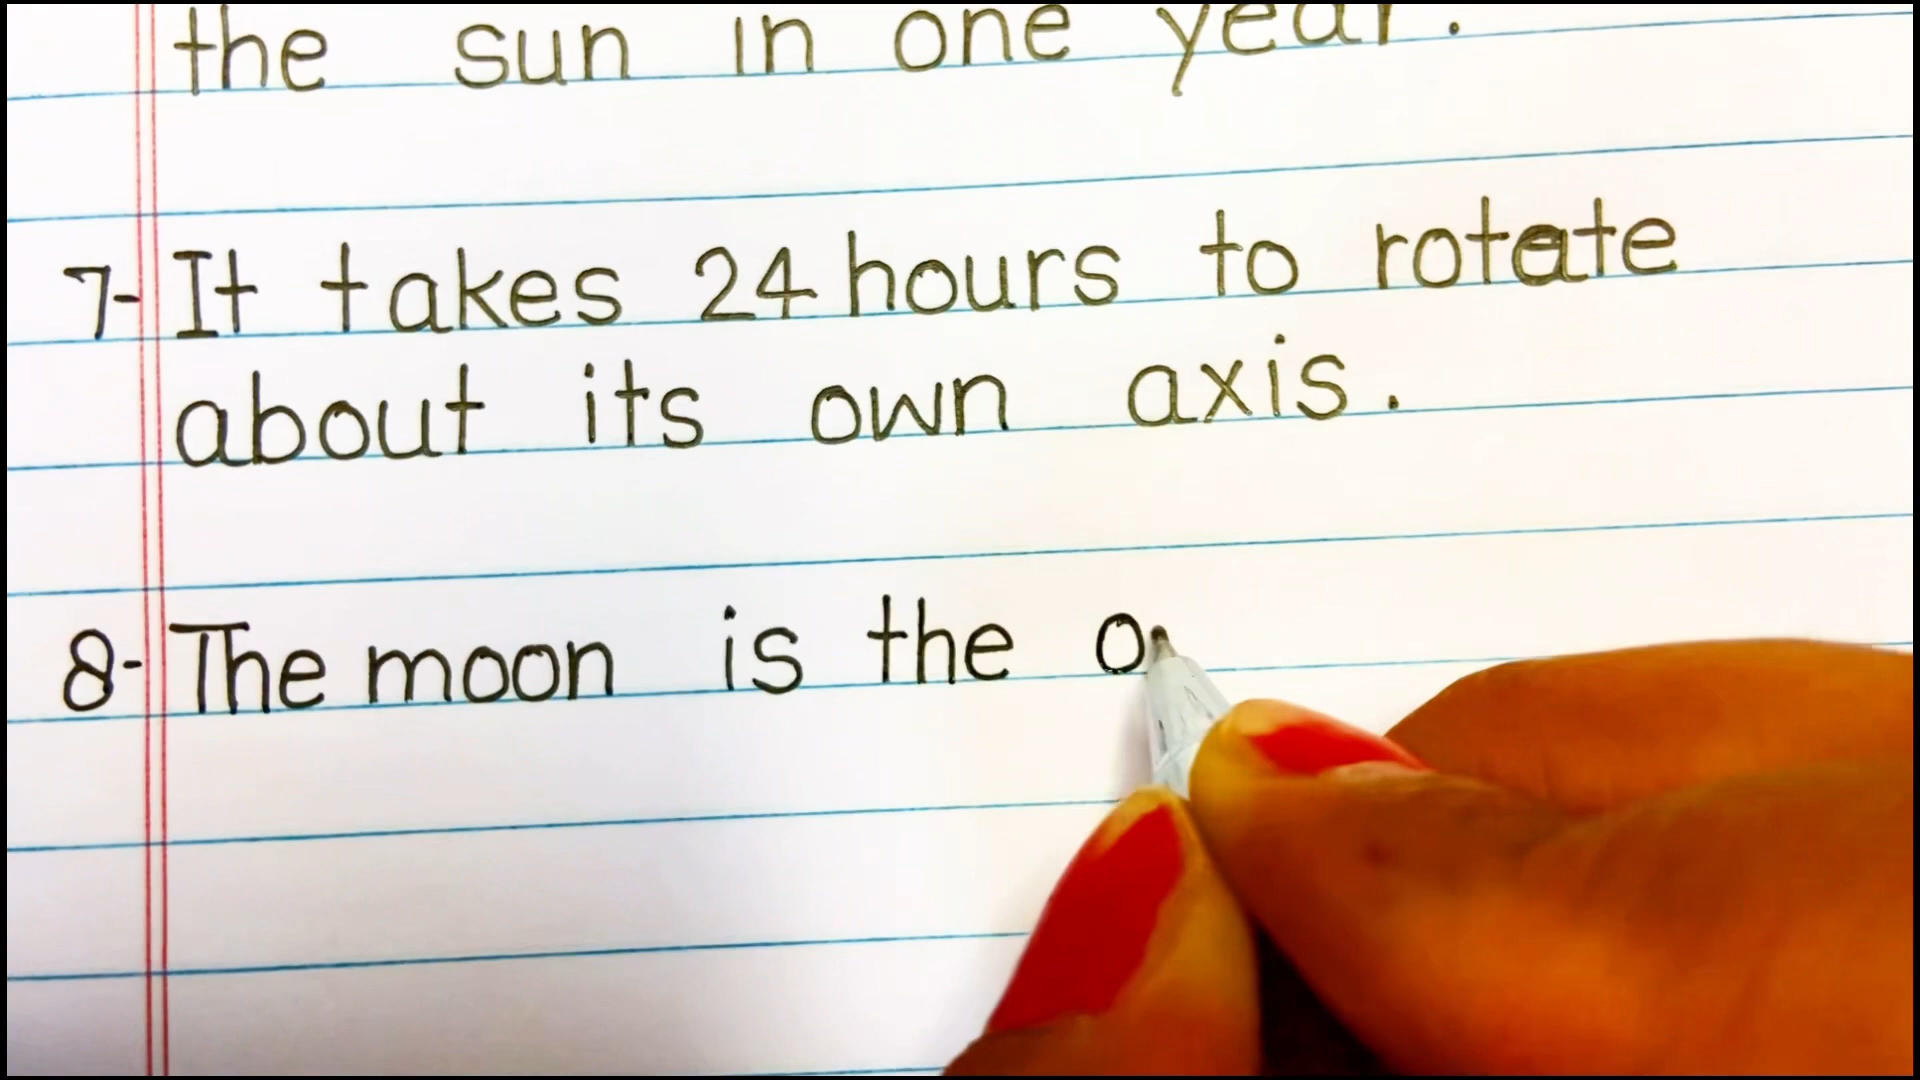 the sun in one year.
7- It takes 24 hours to rotate
about its own axis.
8- The moon is the o